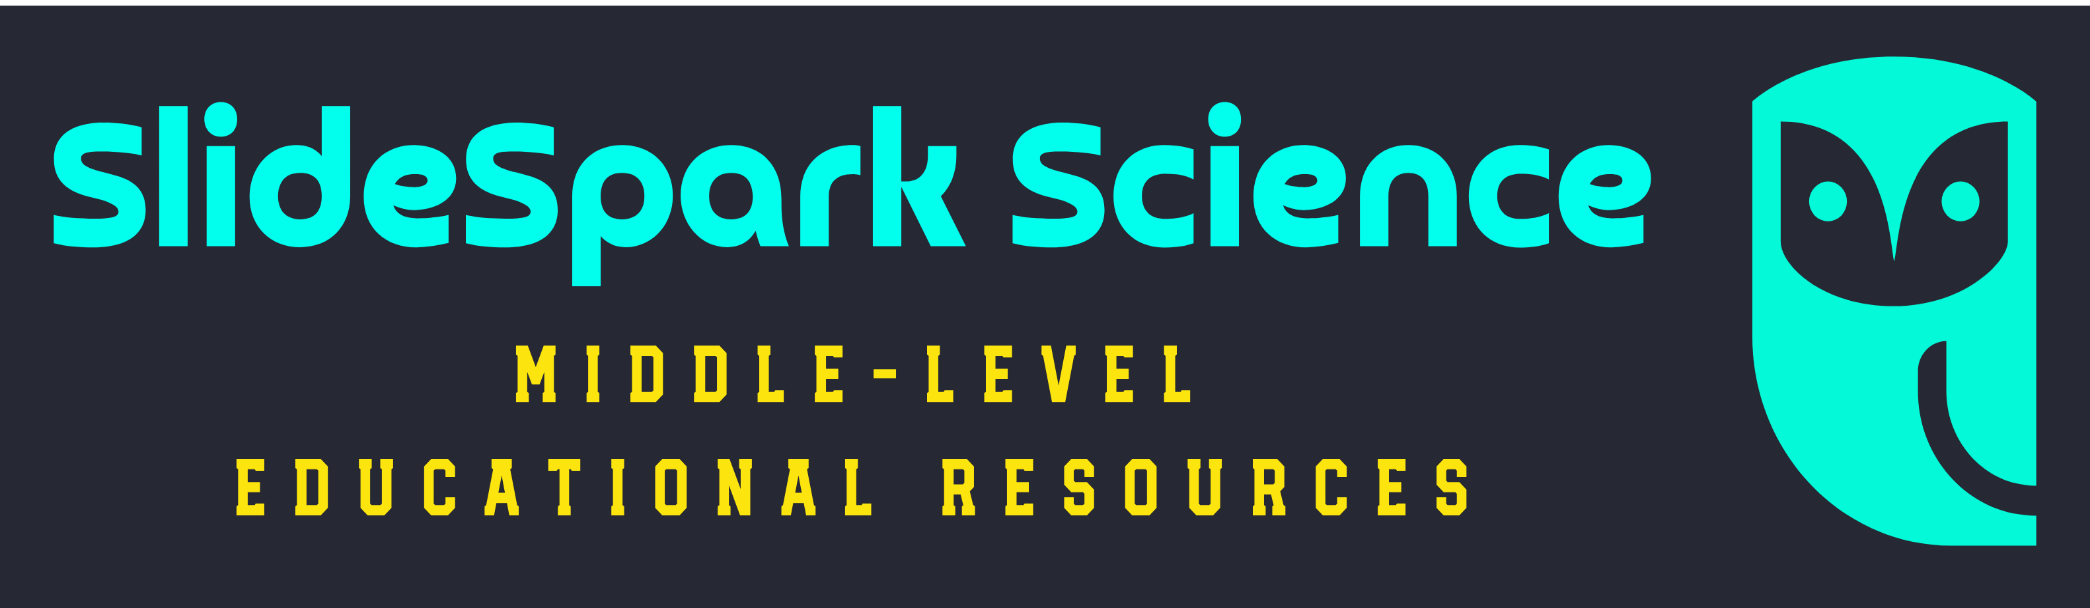 SlideSpark Science
MIDDLE-LEVEL
EDUCATIONAL RESOURCES